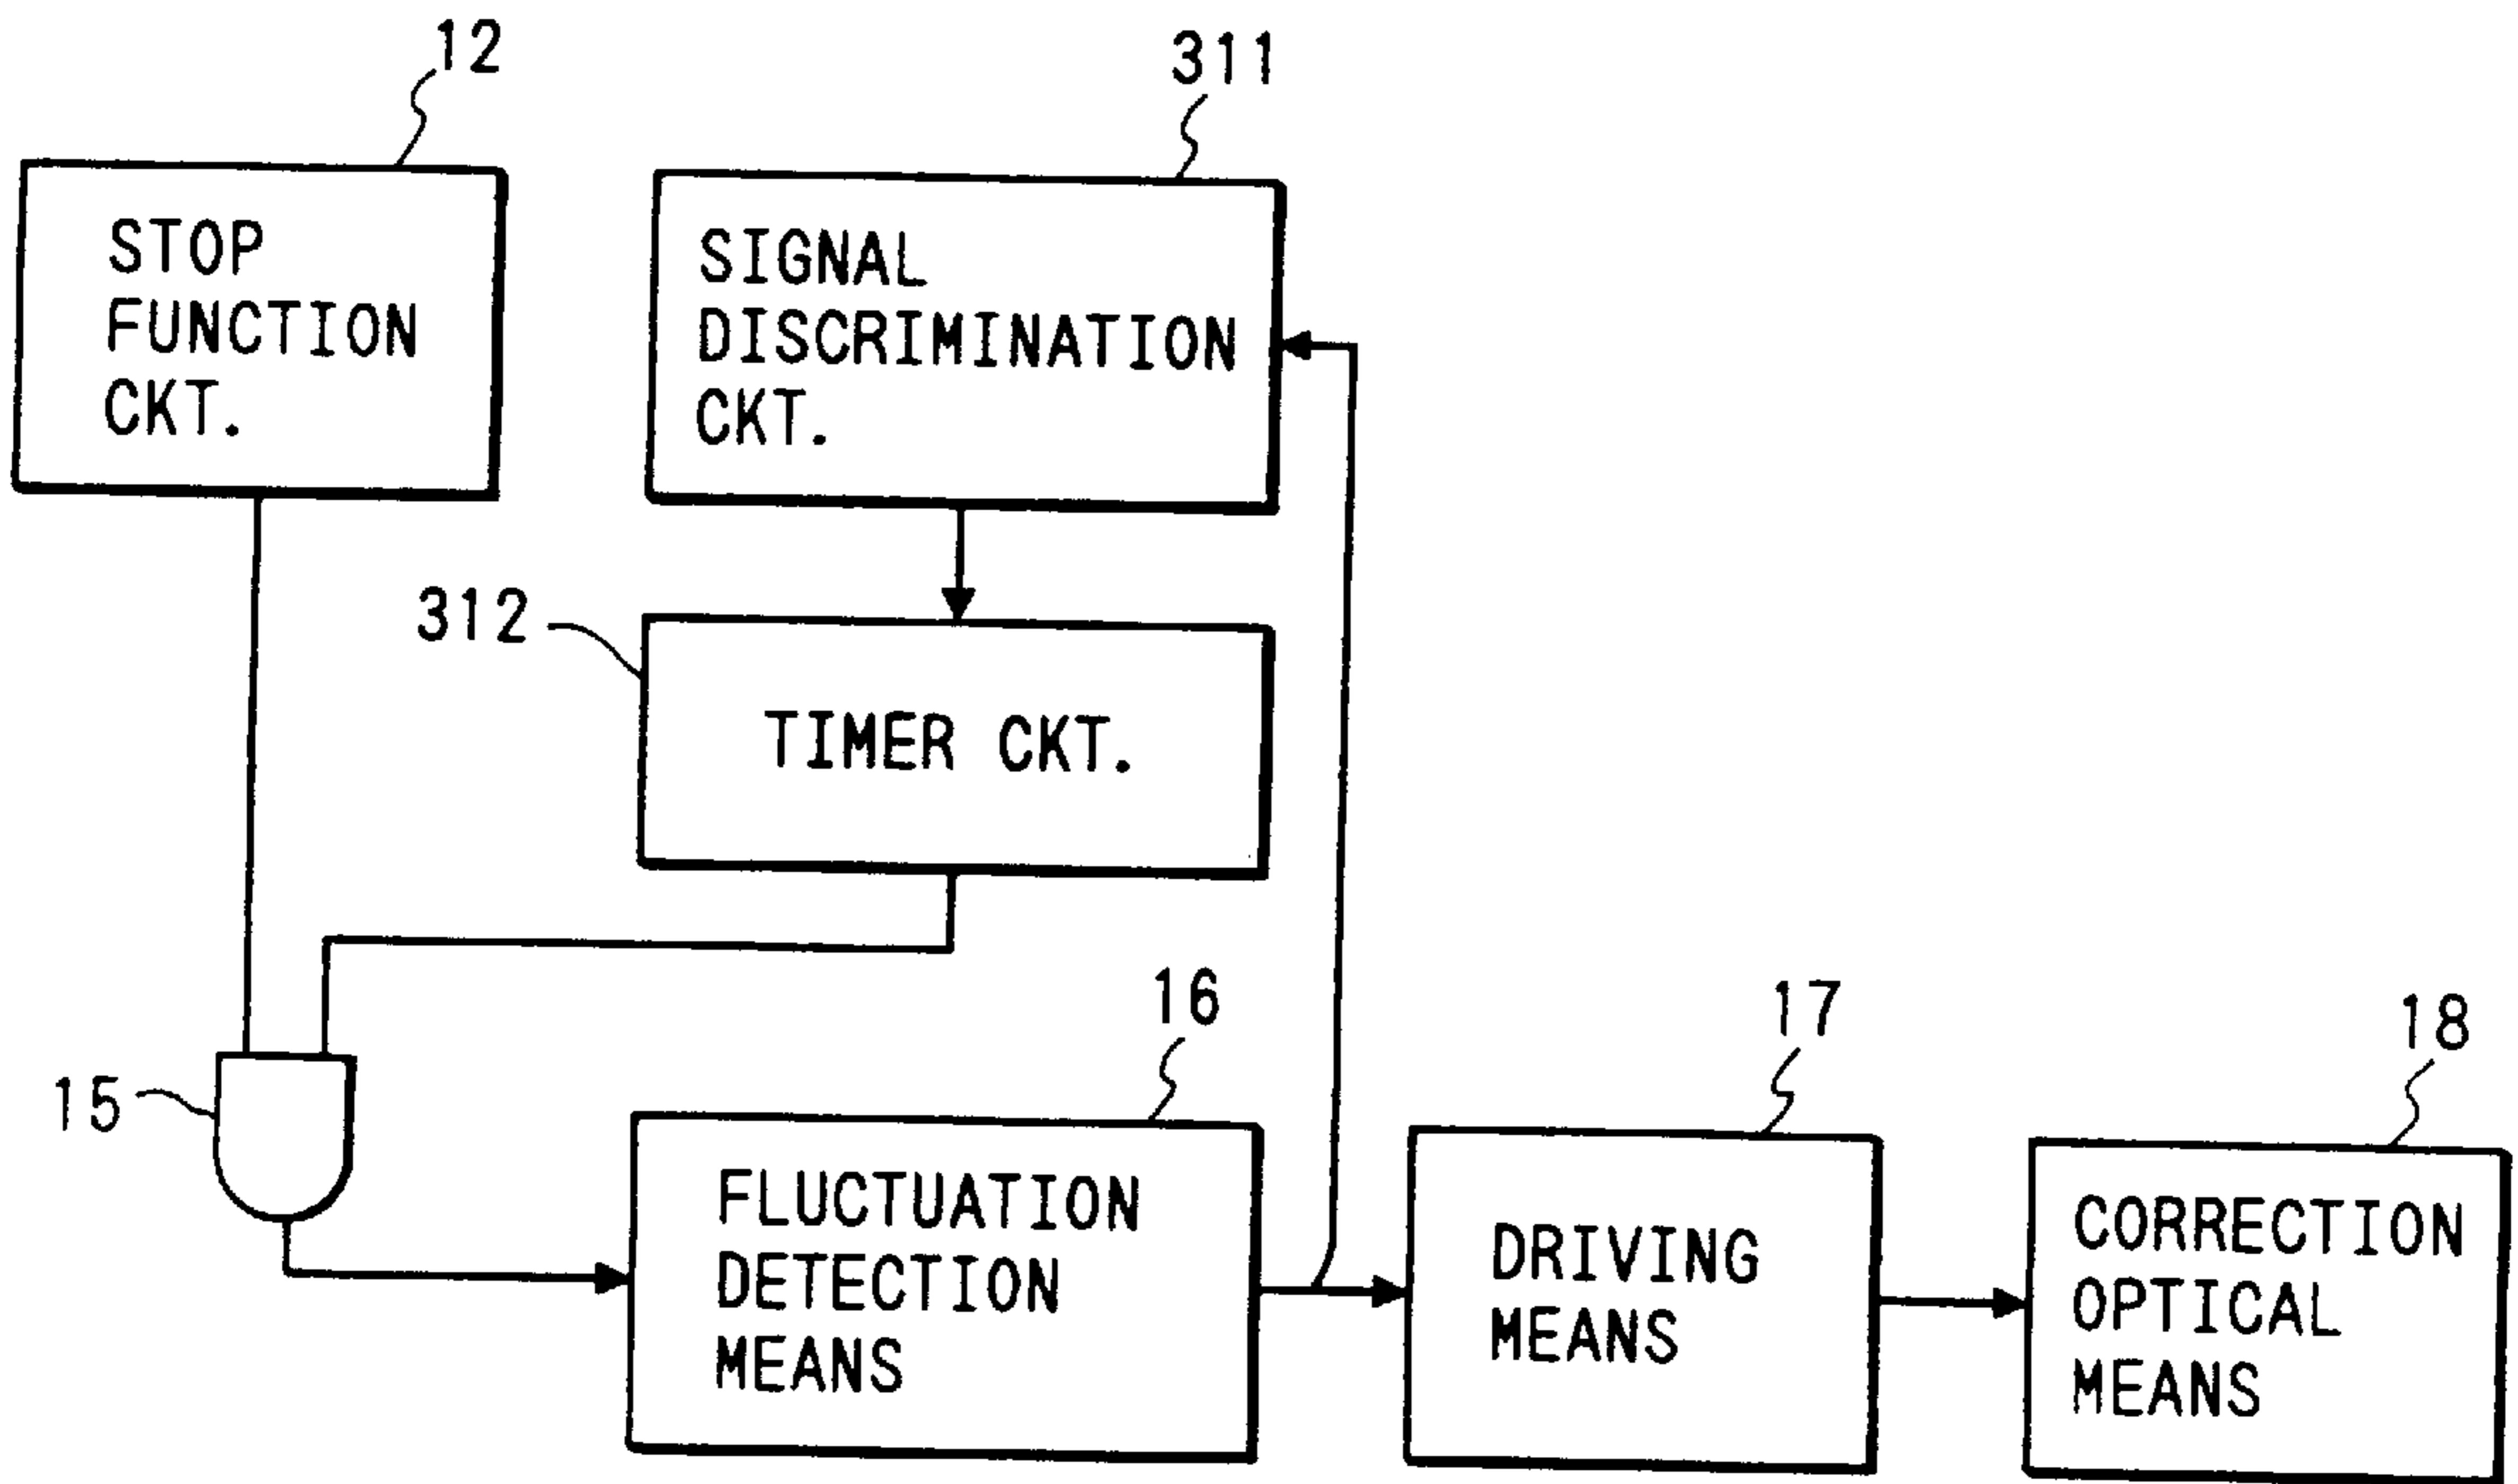 12
311
STOP
FUNCTION
CKT.
SIGNAL
DISCRIMINATION
CKT.
312
TIMER CKT.
15
16
17
18
FLUCTUATION
DETECTION
MEANS
DRIVING
MEANS
CORRECTION
OPTICAL
MEANS